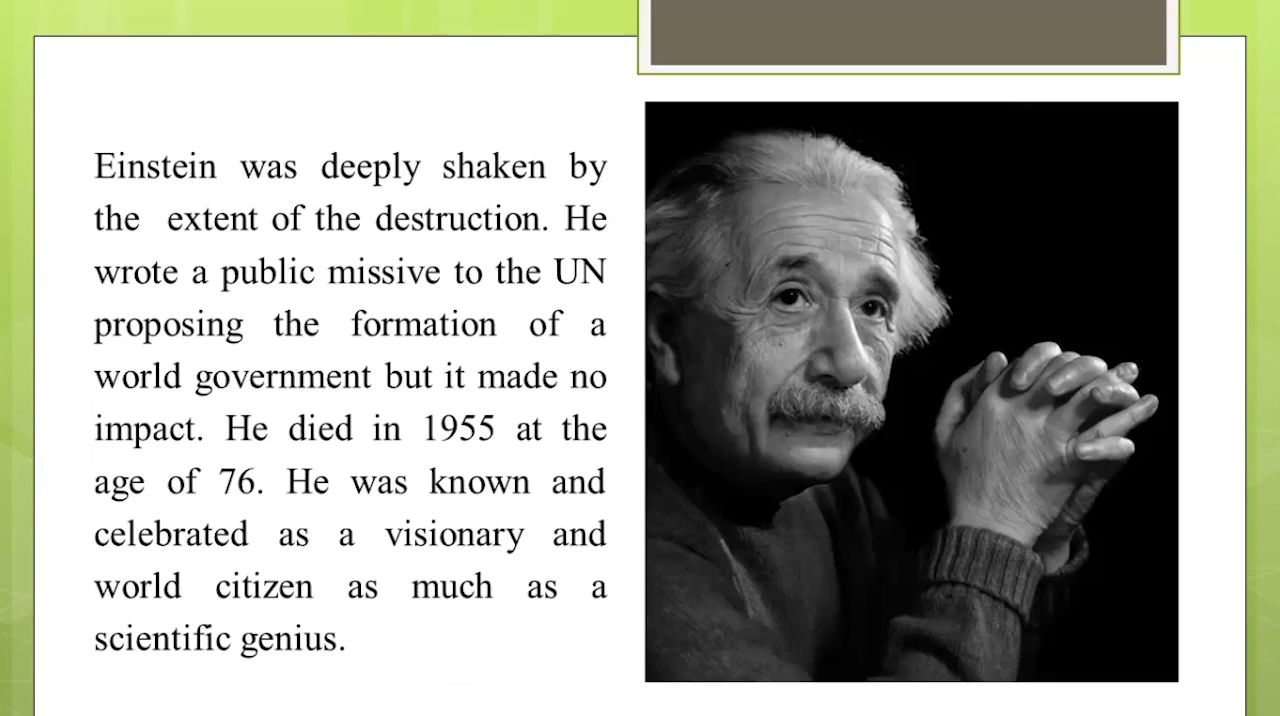 Einstein was deeply shaken by
the extent of the destruction. He
wrote a public missive to the UN
proposing the formation of a
world government but it made no
impact. He died in 1955 at the
age of 76. He was known and
celebrated as a visionary and
world citizen as much as a
scientific genius.